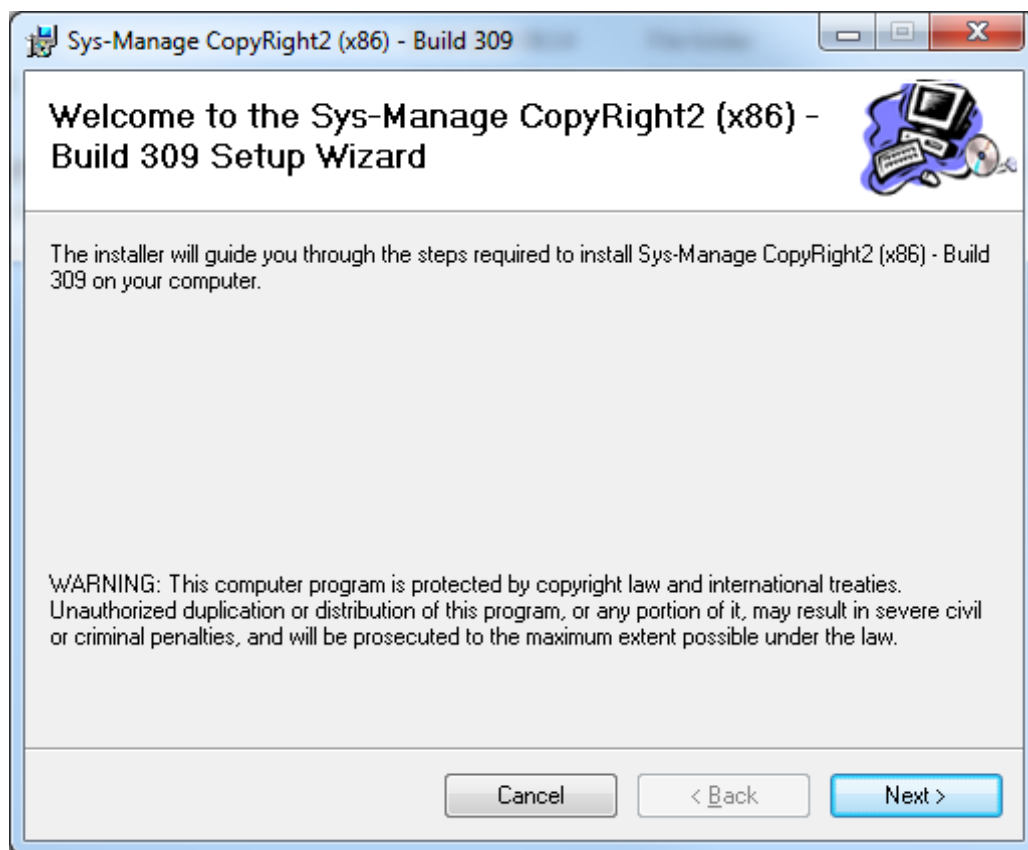 Sys-Manage CopyRight2 (x86) - Build 309
Welcome to the Sys-Manage CopyRight2 (x86) -
Build 309 Setup Wizard
The installer will guide you through the steps required to install Sys-Manage CopyRight2 (x86) - Build
309 on your computer.
WARNING: This computer program is protected by copyright law and international treaties.
Unauthorized duplication or distribution of this program, or any portion of it, may result in severe civil
or criminal penalties, and will be prosecuted to the maximum extent possible under the law.
Cancel
< Back
Next >